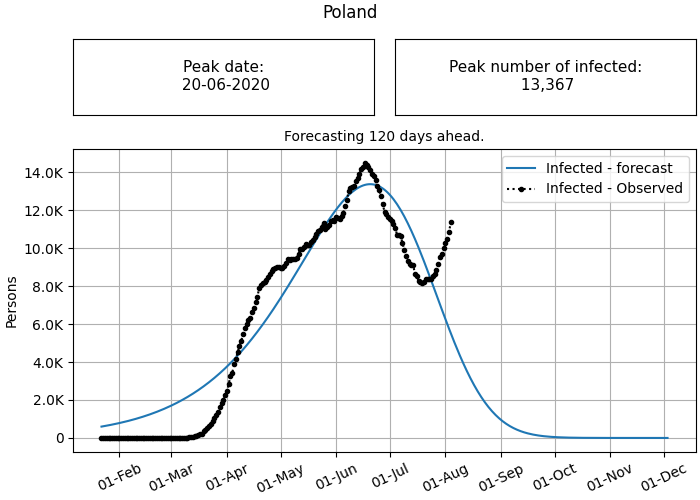 Poland
Peak date:
20-06-2020
Peak number of infected:
13,367
Forecasting 120 days ahead.
Infected - forecast
Infected - Observed
14.0K
12.0K
10.0K
8.0K
6.0K
4.0K
2.0K
0
Persons
01-Feb
01-Mar
01-Apr
01-May
01-Jun
01-Jul
01-Aug
01-Sep
01-Oct
01-Nov
01-Dec